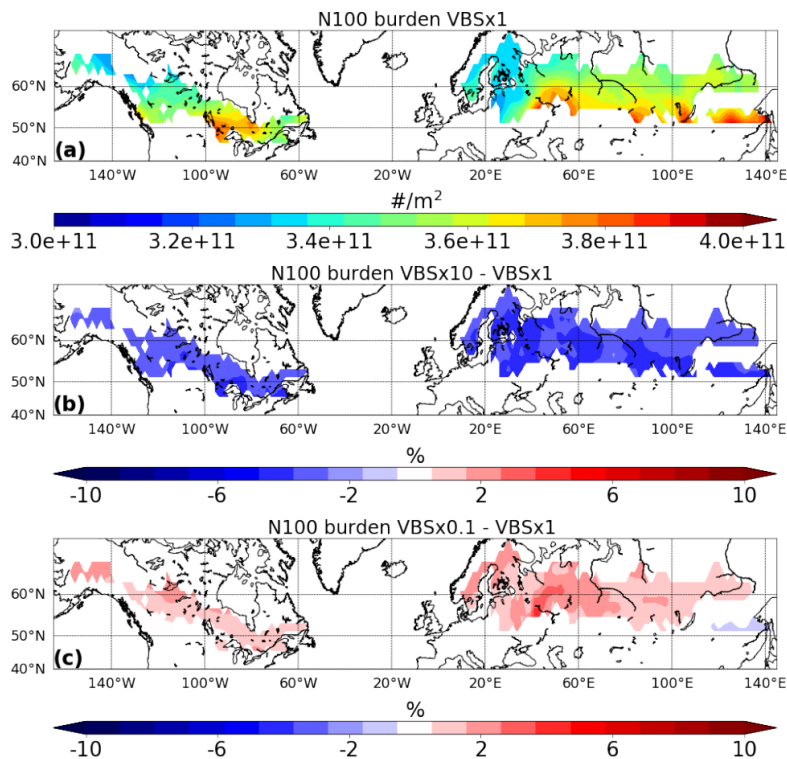 N100 burden VBSx1
60°N
50°N
40°N
(a)
140°W 100°W 60°W 20°W 20°E 60°E 100°E 140°E
#/m²
3.0e+11 3.2e+11 3.4e+11 3.6e+11 3.8e+11 4.0e+11
N100 burden VBSx10 - VBSx1
60°N
50°N
40°N
(b)
140°W 100°W 60°W 20°W 20°E 60°E 100°E 140°E
%
-10 -6 -2 2 6 10
N100 burden VBSx0.1 - VBSx1
60°N
50°N
40°N
(c)
140°W 100°W 60°W 20°W 20°E 60°E 100°E 140°E
%
-10 -6 -2 2 6 10